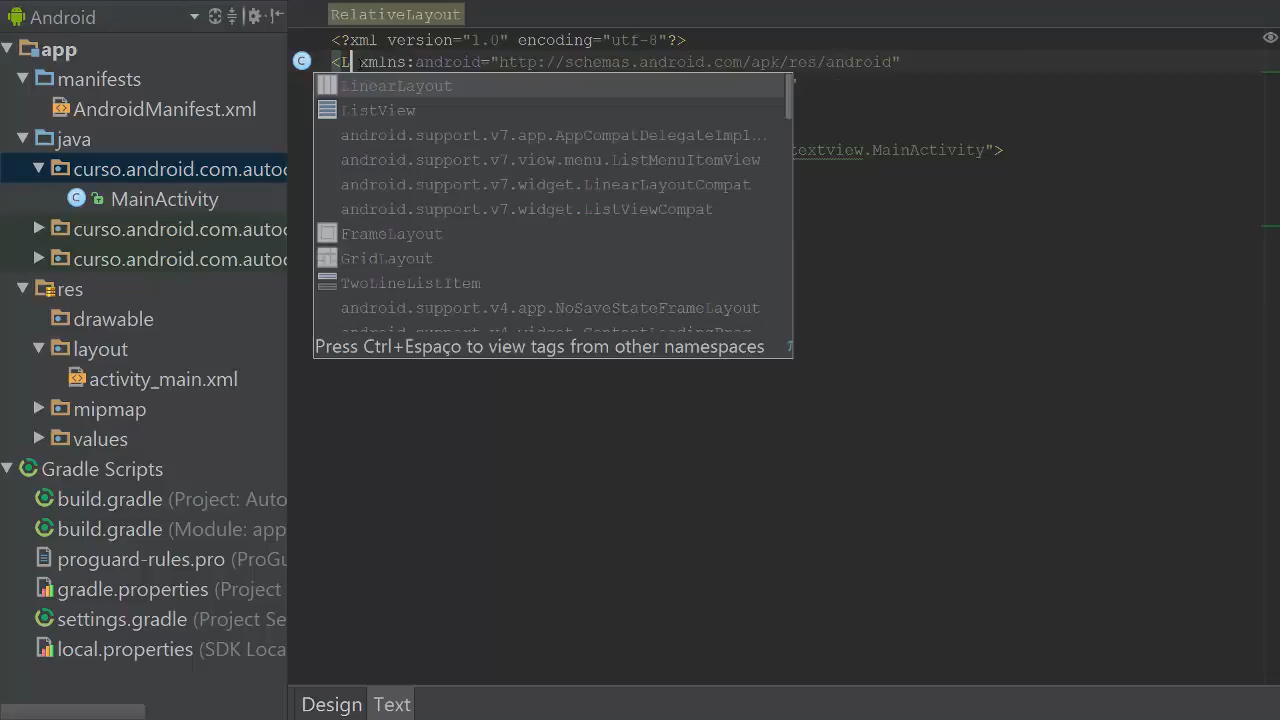 Android
app
manifests
AndroidManifest.xml
java
curso.android.com.autoc
MainActivity
curso.android.com.autoc
curso.android.com.autoc
res
drawable
layout
activity_main.xml
mipmap
values
Gradle Scripts
build.gradle (Project: Auto
build.gradle (Module: app
proguard-rules.pro (ProGu
gradle.properties (Project
settings.gradle (Project Se
local.properties (SDK Loca
RelativeLayout
<?xml version="1.0" encoding="utf-8"?>
<L xmlns:android="http://schemas.android.com/apk/res/android"
LinearLayout
ListView
android.support.v7.app.AppCompatDelegateImpl...
android.support.v7.view.menu.ListMenuItemView
extview.MainActivity">
android.support.v7.widget.LinearLayoutCompat
android.support.v7.widget.ListViewCompat
FrameLayout
GridLayout
TwoLineListItem
android.support.v4.app.NoSaveStateFrameLayout
Press Ctrl+Espaço to view tags from other namespaces
Design Text